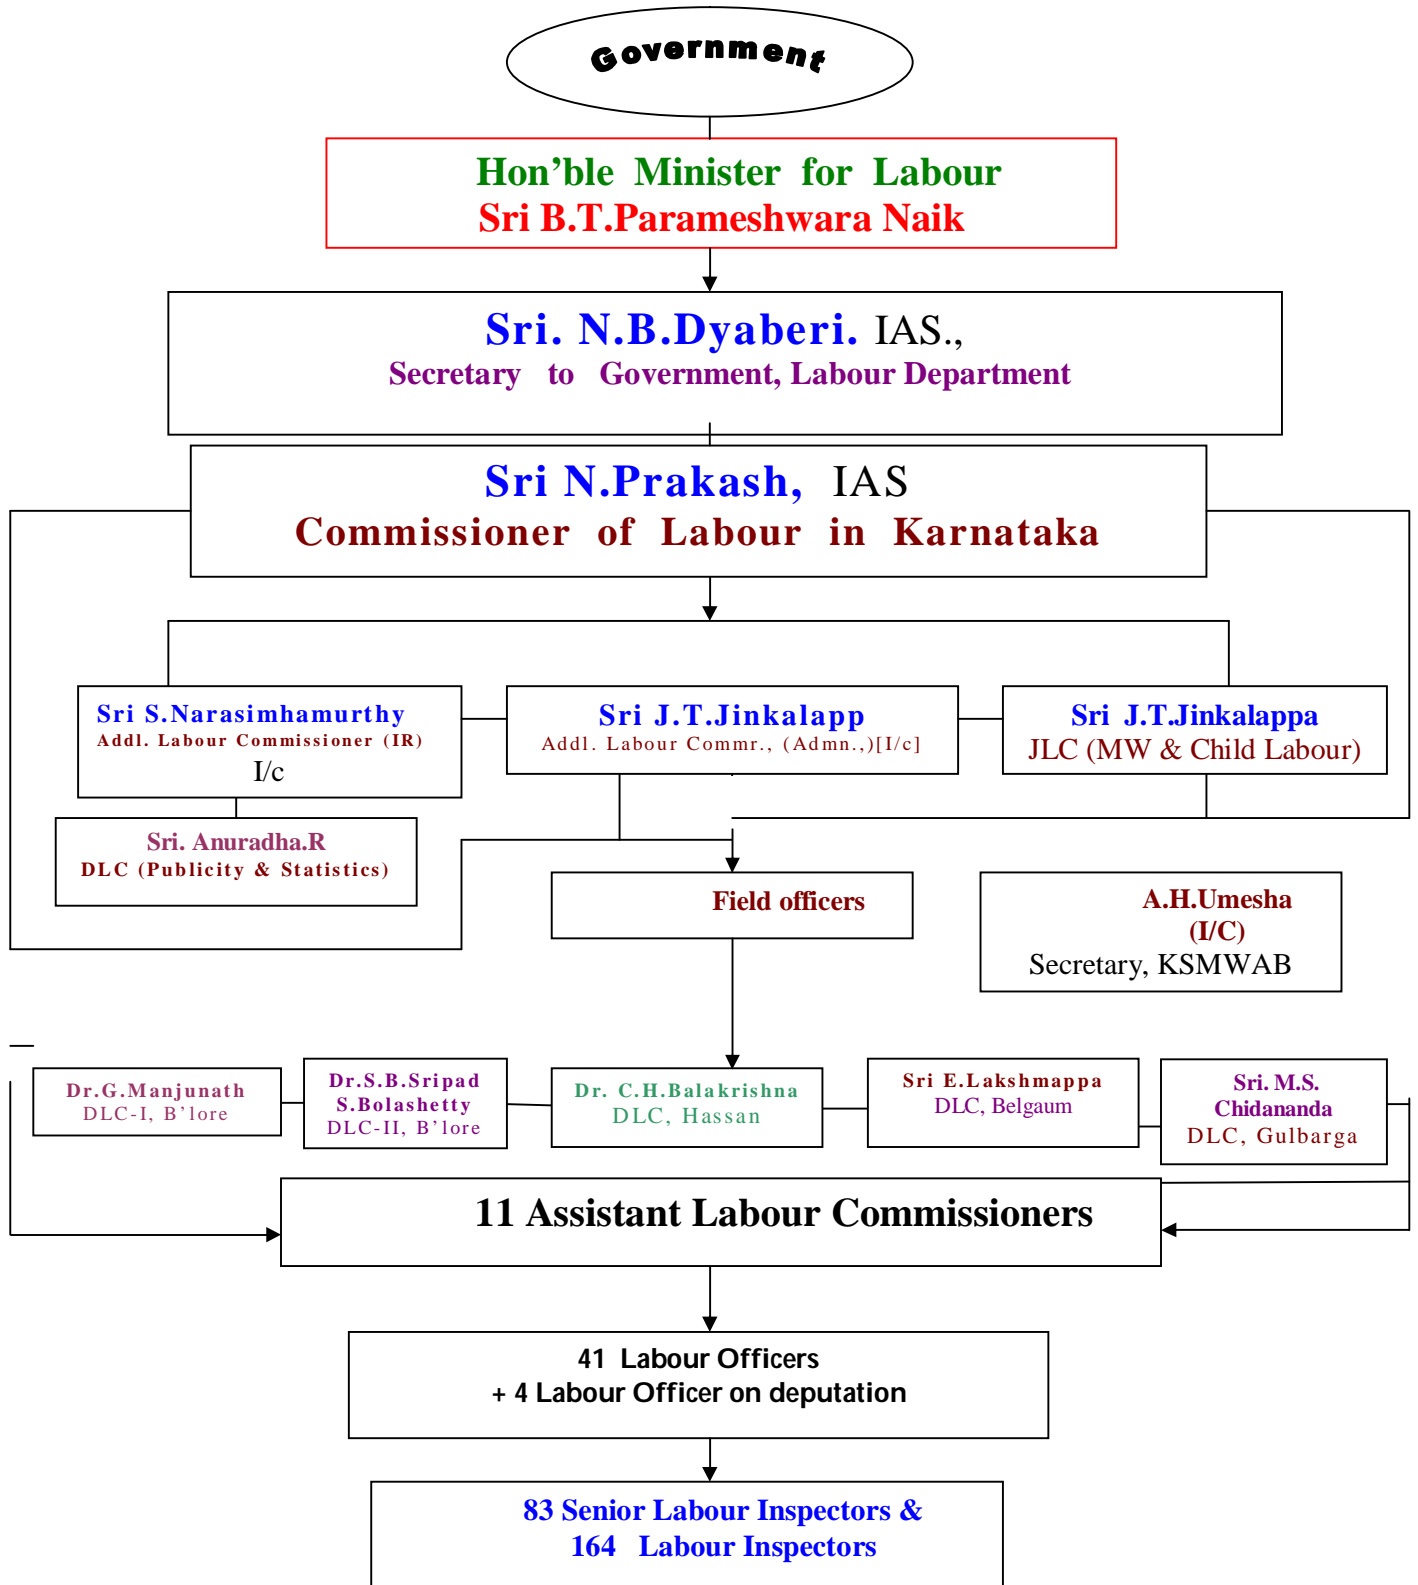 Government
Hon’ble Minister for Labour
Sri B.T.Parameshwara Naik
Sri. N.B.Dyaberi. IAS.,
Secretary to Government, Labour Department
Sri N.Prakash, IAS
Commissioner of Labour in Karnataka
Sri S.Narasimhamurthy
Addl. Labour Commissioner (IR)
I/c
Sri J.T.Jinkalapp
Addl. Labour Commr., (Admn.,)[I/c]
Sri J.T.Jinkalappa
JLC (MW & Child Labour)
Sri. Anuradha.R
DLC (Publicity & Statistics)
Field officers
A.H.Umesha
(I/C)
Secretary, KSMWAB
Dr.G.Manjunath
DLC-I, B’lore
Dr.S.B.Sripad
S.Bolashetty
DLC-II, B’lore
Dr. C.H.Balakrishna
DLC, Hassan
Sri E.Lakshmappa
DLC, Belgaum
Sri. M.S.
Chidananda
DLC, Gulbarga
11 Assistant Labour Commissioners
41 Labour Officers
+ 4 Labour Officer on deputation
83 Senior Labour Inspectors &
164 Labour Inspectors